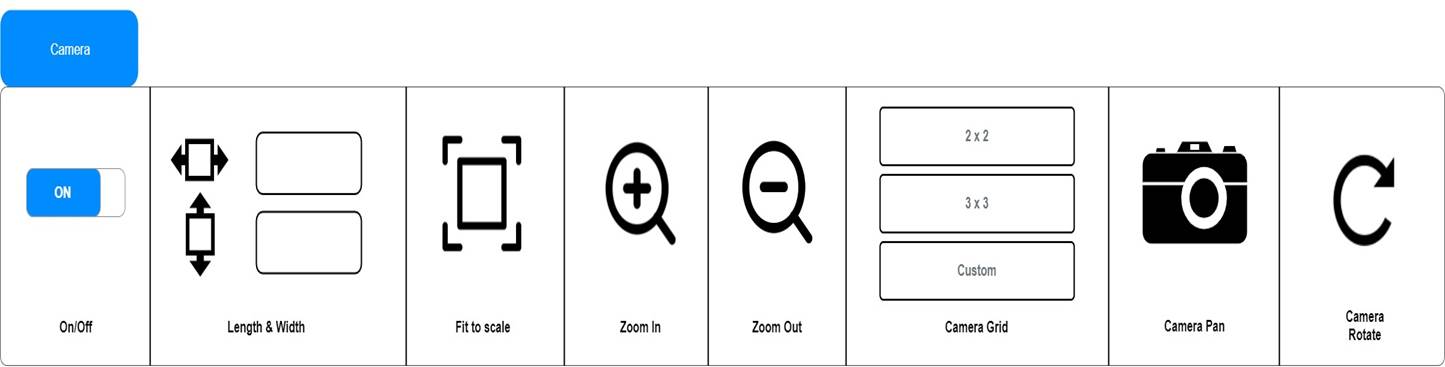 Camera
ON
On/Off
Length & Width
Fit to scale
Zoom In
Zoom Out
2 x 2
3 x 3
Custom
Camera Grid
Camera Pan
Camera
Rotate